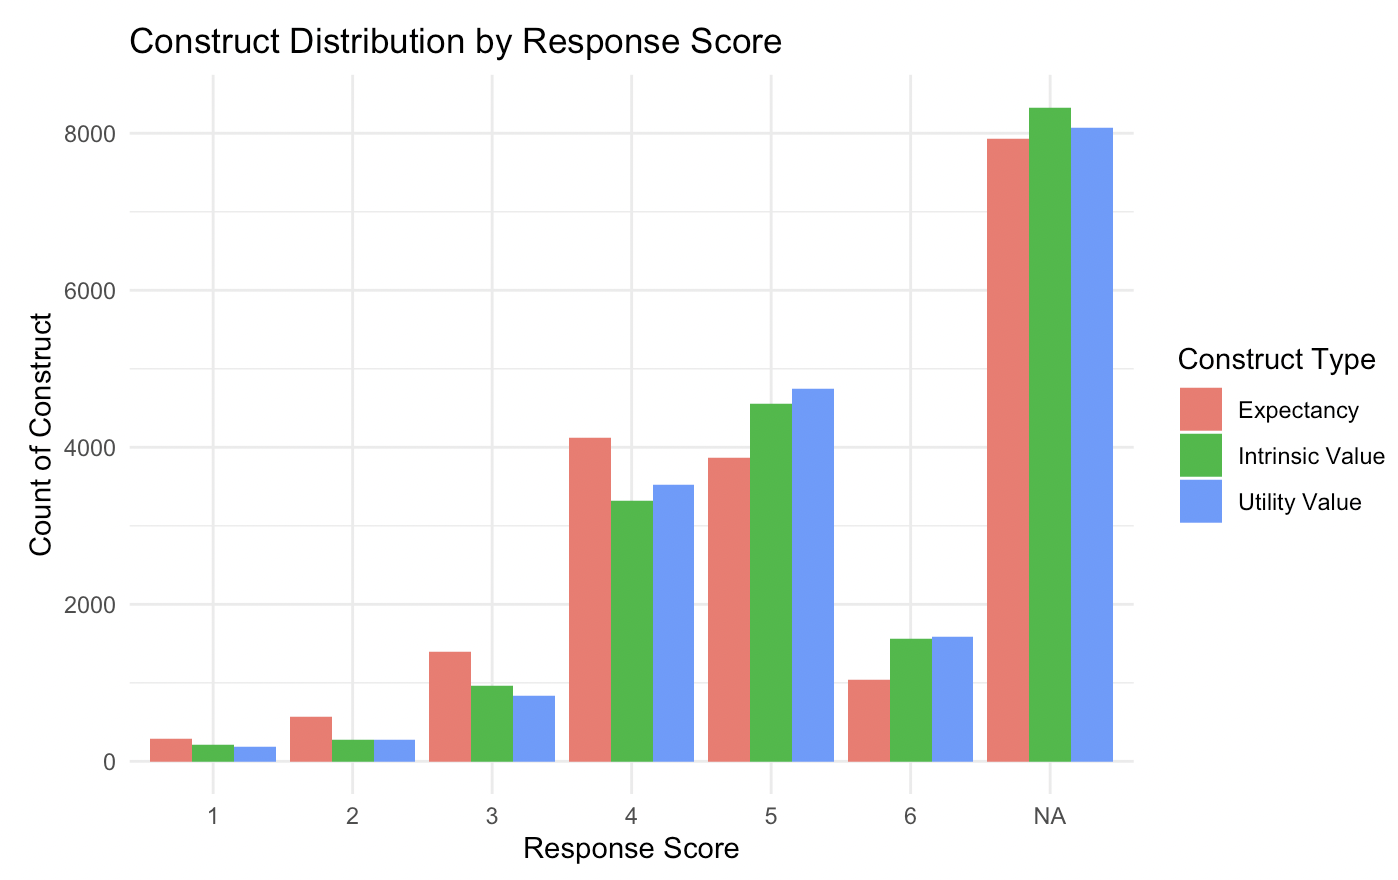 Construct Distribution by Response Score
Count of Construct
8000
6000
4000
2000
0
1 2 3 4 5 6 NA
Response Score
Construct Type
Expectancy
Intrinsic Value
Utility Value